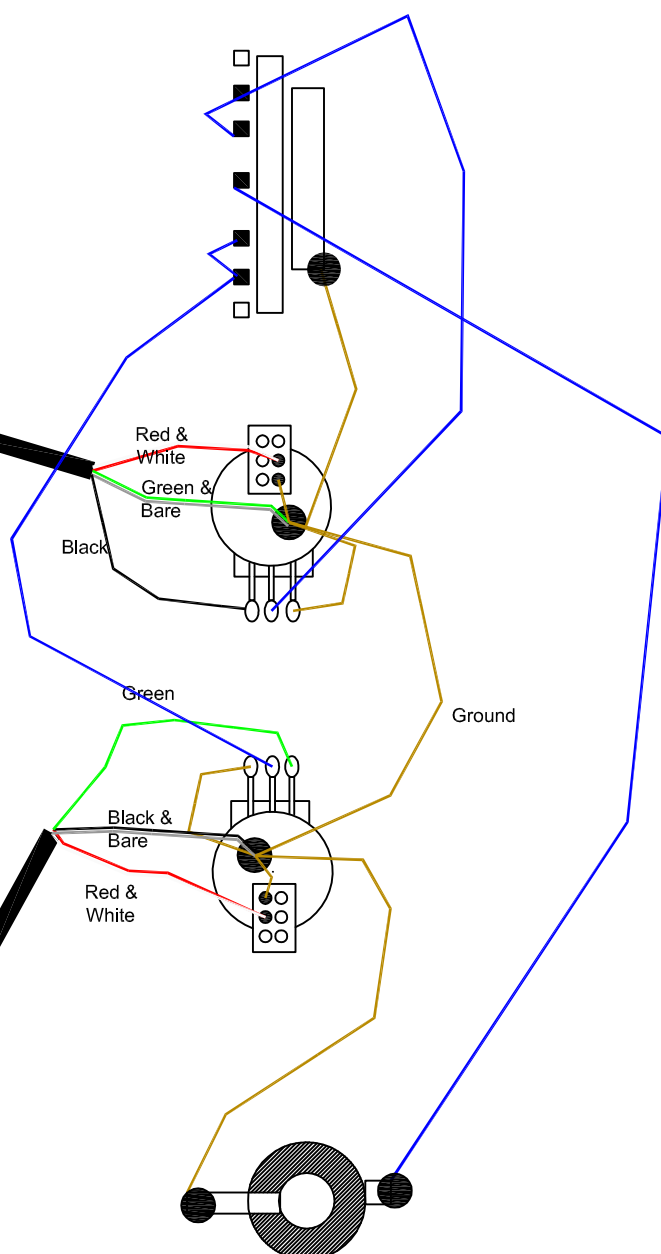 Red &
White
Green &
Bare
Black
Green
Ground
Black &
Bare
Red &
White